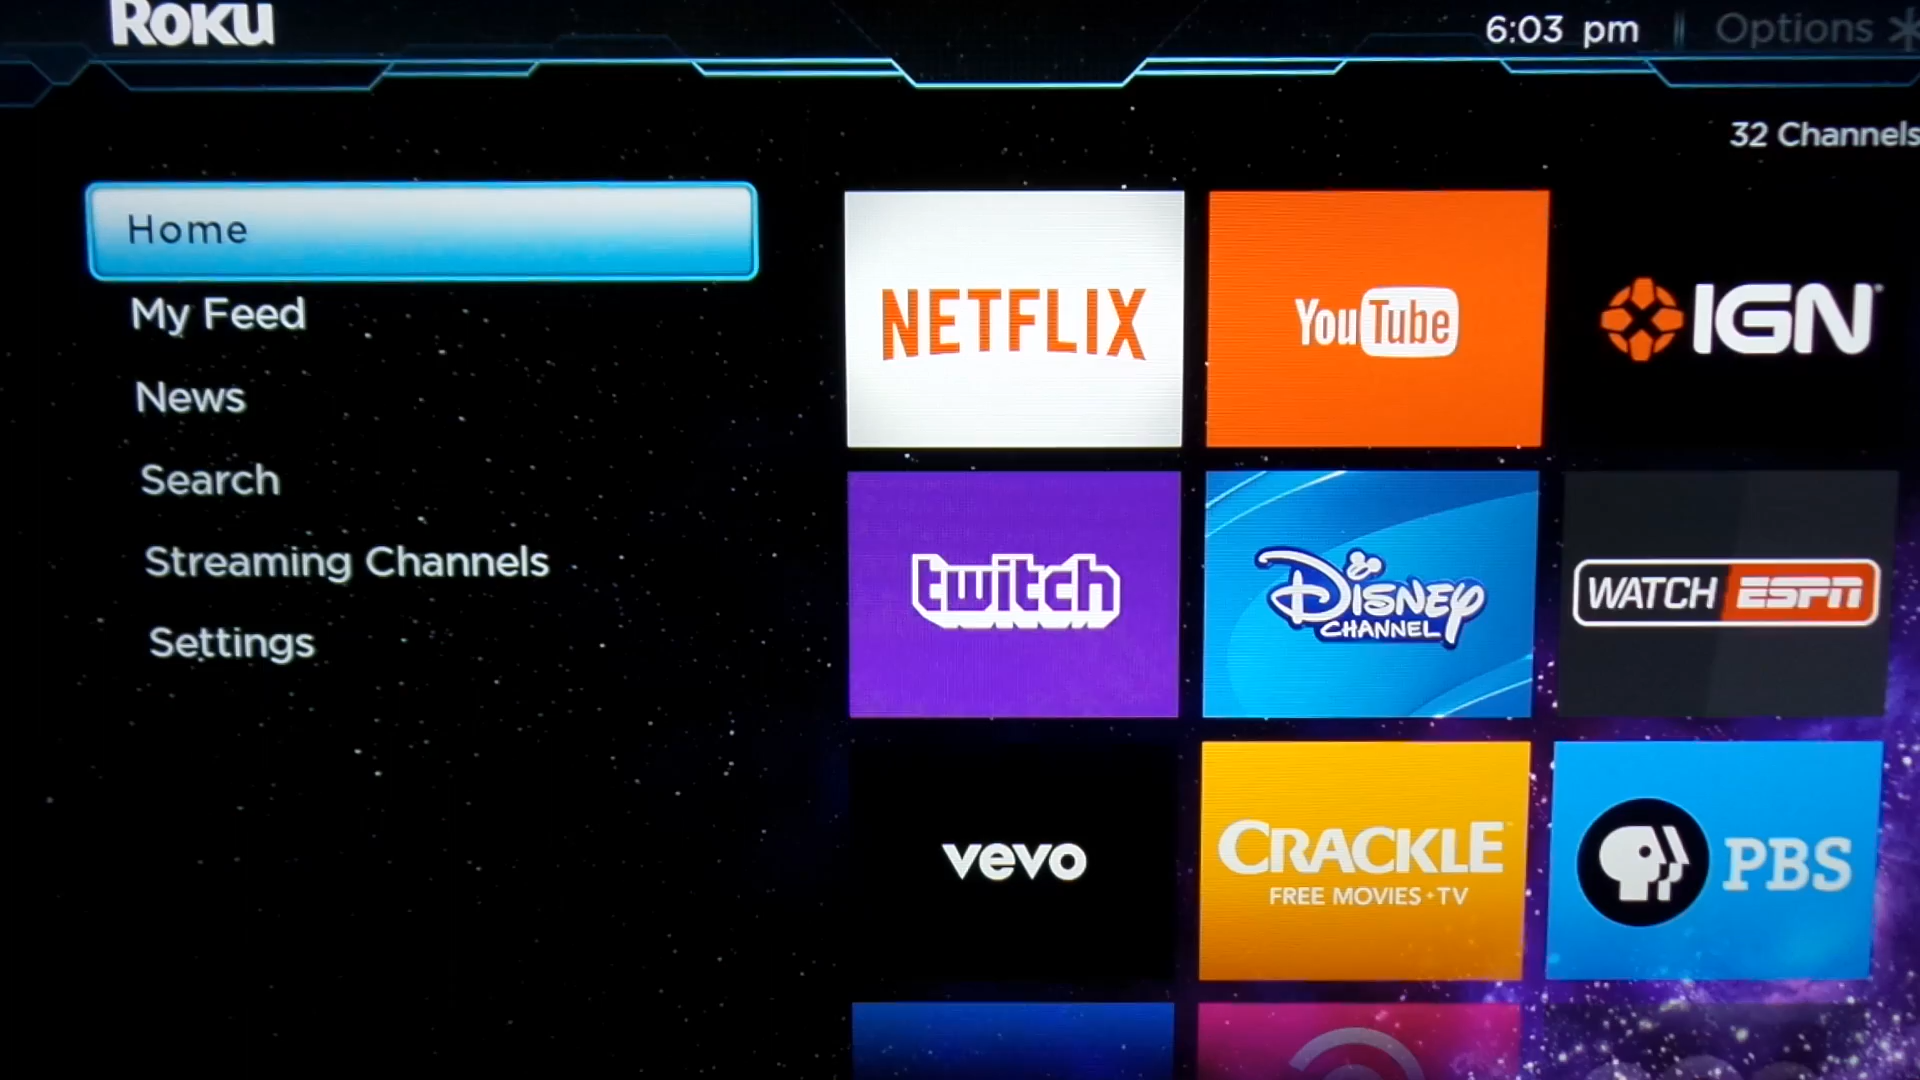 Roku
6:03 pm
Options
32 Channels
Home
My Feed
News
Search
Streaming Channels
Settings
NETFLIX
YouTube
IGN
twitch
DISNEY
CHANNEL
WATCH ESPN
vevo
CRACKLE
FREE MOVIES • TV
PBS